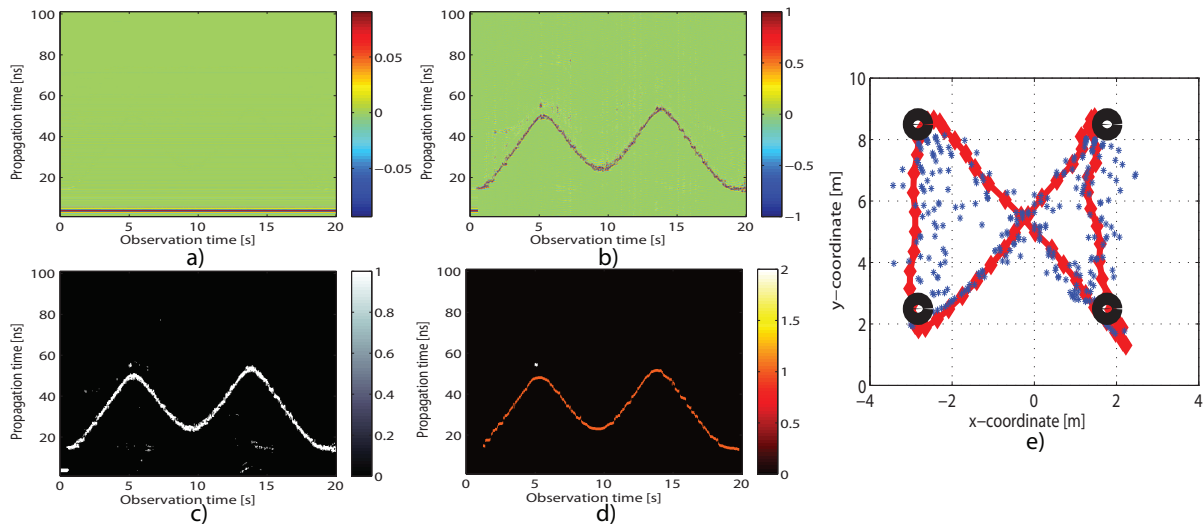 100
80
60
40
20
Propagation time [ns]
0 5 10 15 20
Observation time [s]
0.05
0
−0.05
a)
100
80
60
40
20
Propagation time [ns]
0 5 10 15 20
Observation time [s]
1
0.5
0
−0.5
−1
b)
100
80
60
40
20
Propagation time [ns]
0 5 10 15 20
Observation time [s]
1
0.8
0.6
0.4
0.2
0
c)
100
80
60
40
20
Propagation time [ns]
0 5 10 15 20
Observation time [s]
2
1.5
1
0.5
0
d)
10
8
6
4
2
0
y−coordinate [m]
−4 −2 0 2 4
x−coordinate [m]
e)